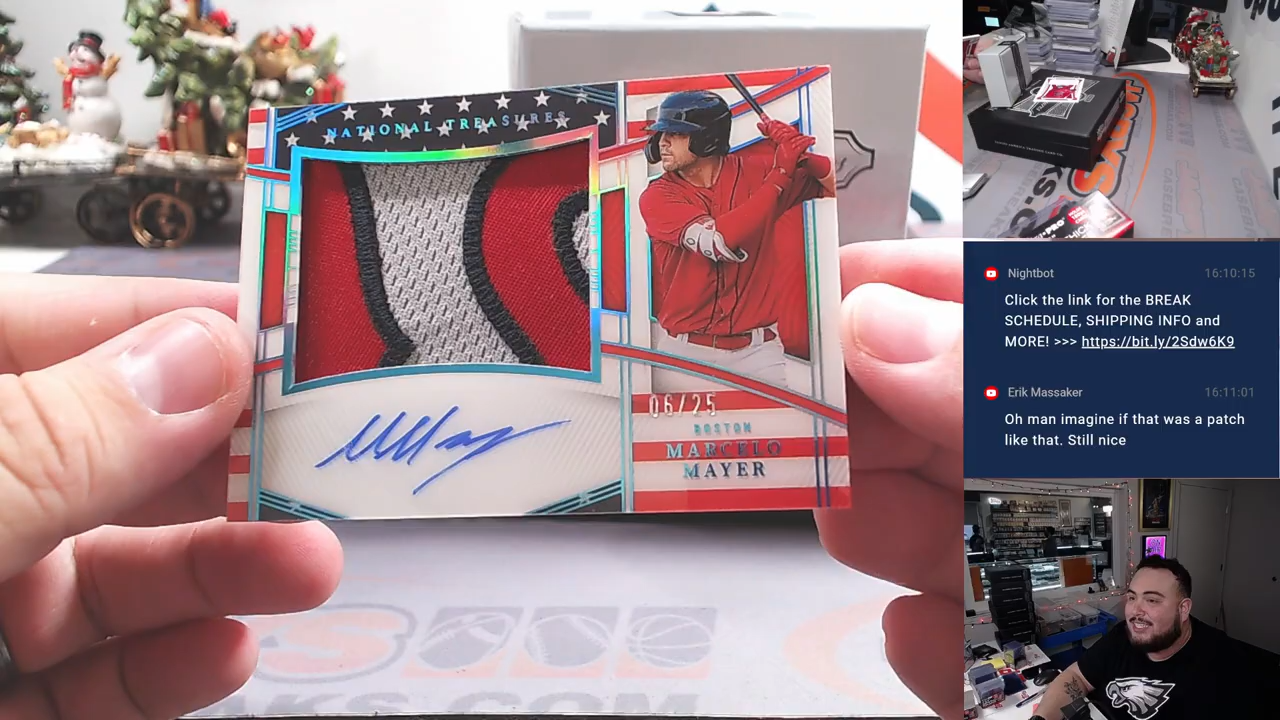 NATIONAL TREASURES
06/25
BOSTON
MARCELO
MAYER
AKS.COM
Nightbot
16:10:15
Click the link for the BREAK
SCHEDULE, SHIPPING INFO and
MORE! >>> https://bit.ly/2Sdw6K9
Erik Massaker
16:11:01
Oh man imagine if that was a patch
like that. Still nice